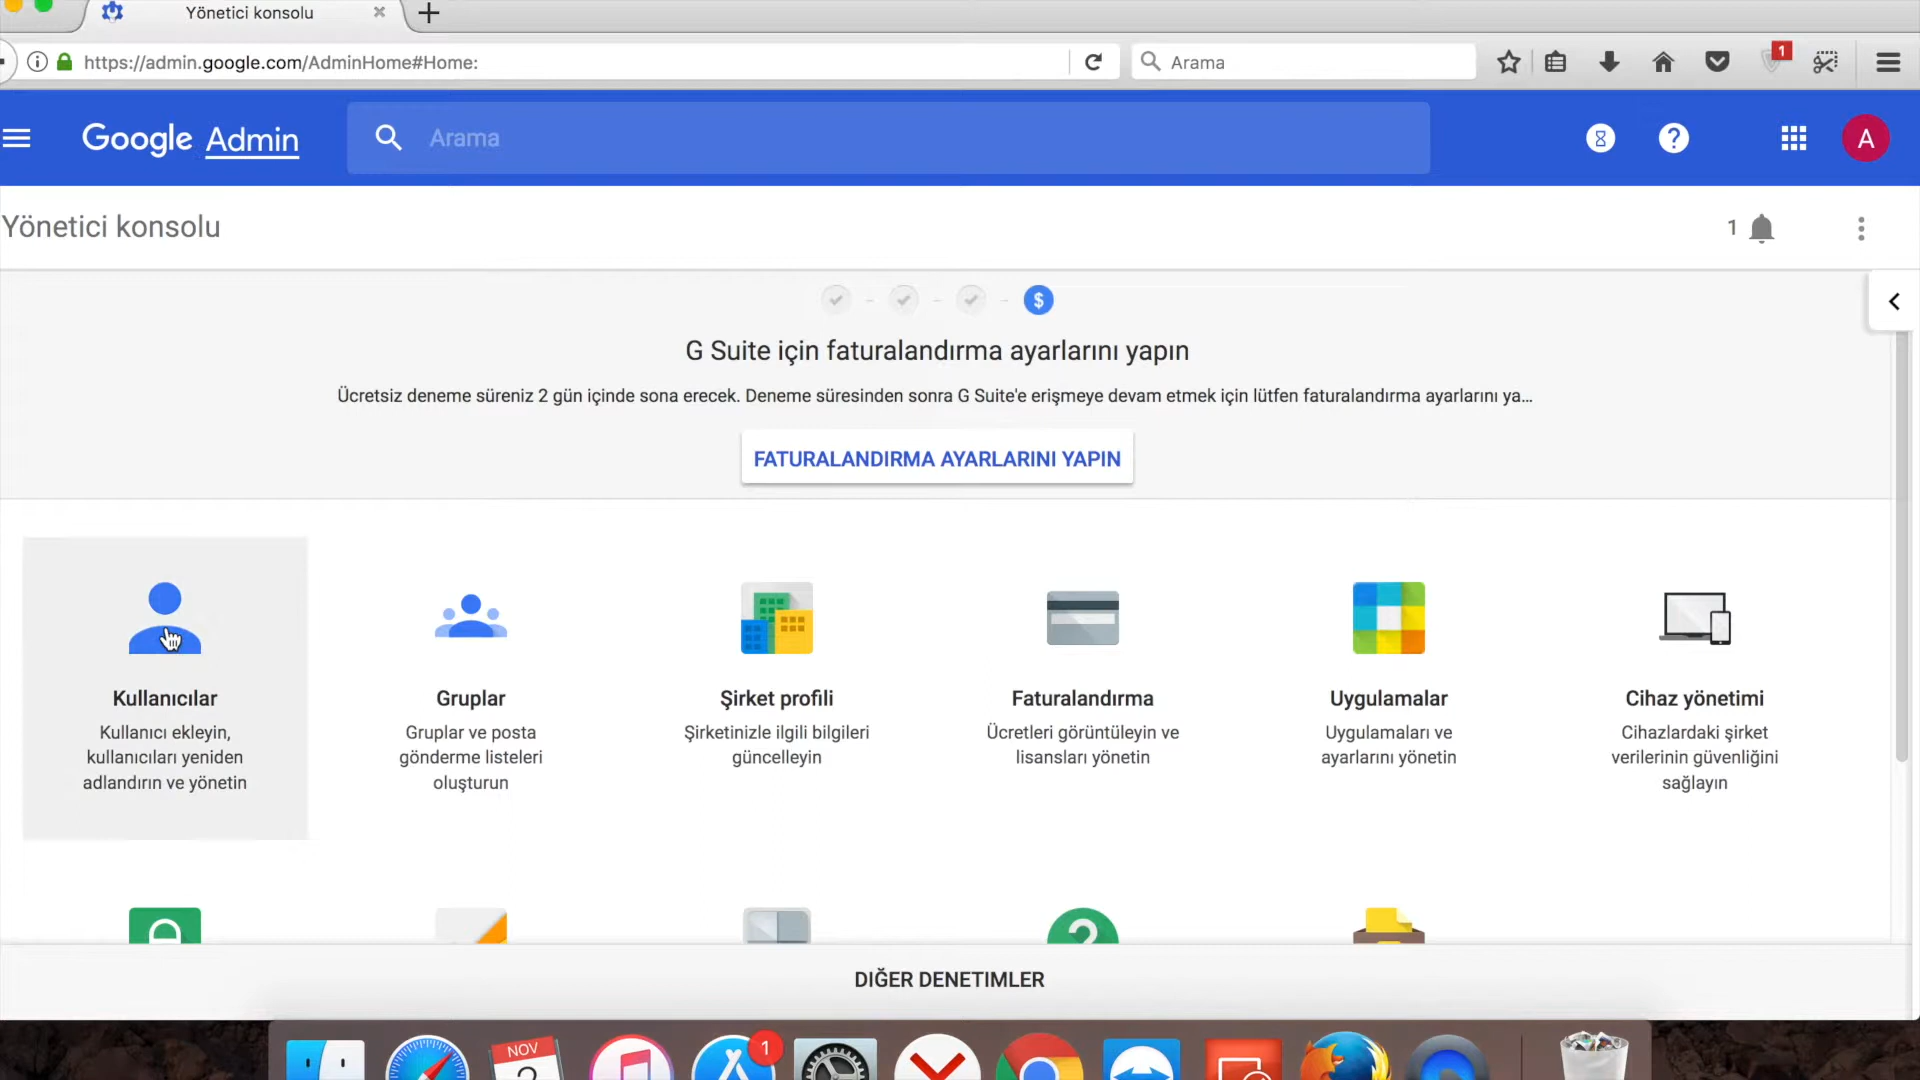 Yönetici konsolu
https://admin.google.com/AdminHome#Home:
Arama
1
Google Admin
Arama
A
Yönetici konsolu
1
$
G Suite için faturalandırma ayarlarını yapın
Ücretsiz deneme süreniz 2 gün içinde sona erecek. Deneme süresinden sonra G Suite'e erişmeye devam etmek için lütfen faturalandırma ayarlarını ya...
FATURALANDIRMA AYARLARINI YAPIN
Kullanıcılar
Kullanıcı ekleyin,
kullanıcıları yeniden
adlandırın ve yönetin
Gruplar
Gruplar ve posta
gönderme listeleri
oluşturun
Şirket profili
Şirketinizle ilgili bilgileri
güncelleyin
Faturalandırma
Ücretleri görüntüleyin ve
lisansları yönetin
Uygulamalar
Uygulamaları ve
ayarlarını yönetin
Cihaz yönetimi
Cihazlardaki şirket
verilerinin güvenliğini
sağlayın
DIĞER DENETIMLER
NOV
1